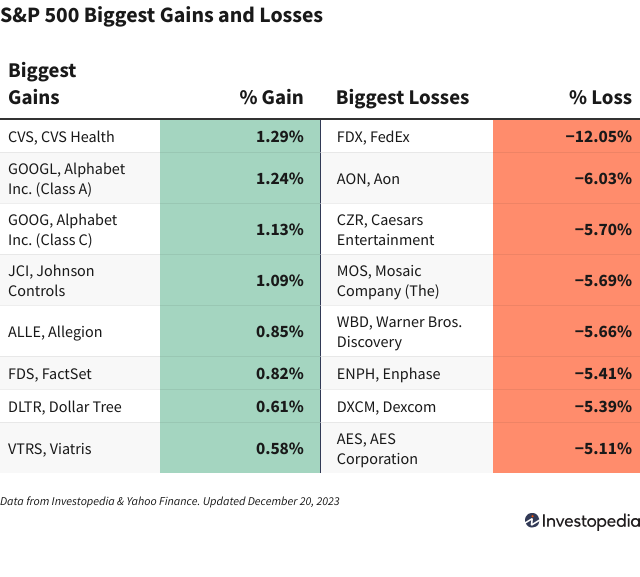 S&P 500 Biggest Gains and Losses
Biggest
Gains
% Gain
Biggest Losses
% Loss
CVS, CVS Health
1.29%
FDX, FedEx
−12.05%
GOOGL, Alphabet
Inc. (Class A)
1.24%
AON, Aon
−6.03%
GOOG, Alphabet
Inc. (Class C)
1.13%
CZR, Caesars
Entertainment
−5.70%
JCI, Johnson
Controls
1.09%
MOS, Mosaic
Company (The)
−5.69%
ALLE, Allegion
0.85%
WBD, Warner Bros.
Discovery
−5.66%
FDS, FactSet
0.82%
ENPH, Enphase
−5.41%
DLTR, Dollar Tree
0.61%
DXCM, Dexcom
−5.39%
VTRS, Viatris
0.58%
AES, AES
Corporation
−5.11%
Data from Investopedia & Yahoo Finance. Updated December 20, 2023
Investopedia